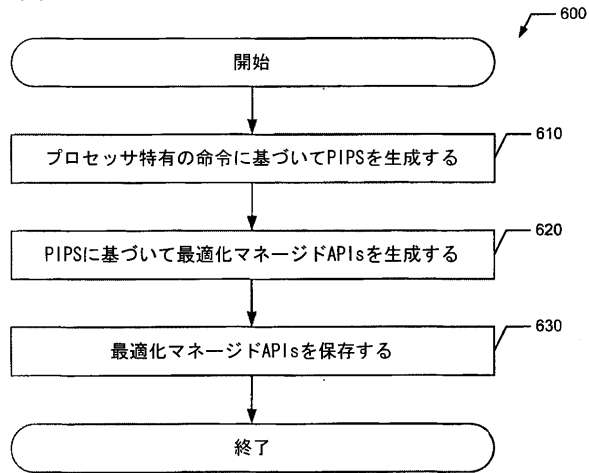 600
開始
プロセッサ特有の命令に基づいてPIPSを生成する
610
PIPSに基づいて最適化マネージドAPIsを生成する
620
最適化マネージドAPIsを保存する
630
終了